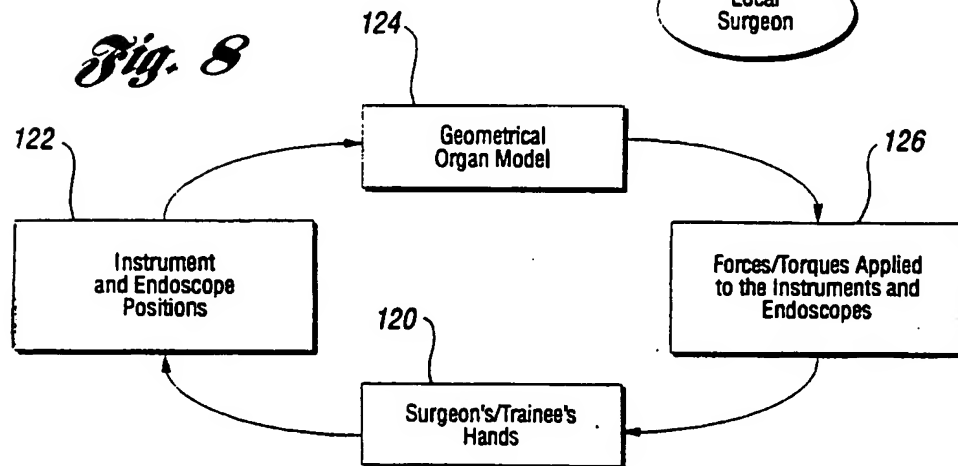 Local
Surgeon
Fig. 8
124
Geometrical
Organ Model
122
126
Instrument
and Endoscope
Positions
Forces/Torques Applied
to the Instruments and
Endoscopes
120
Surgeon's/Trainee's
Hands